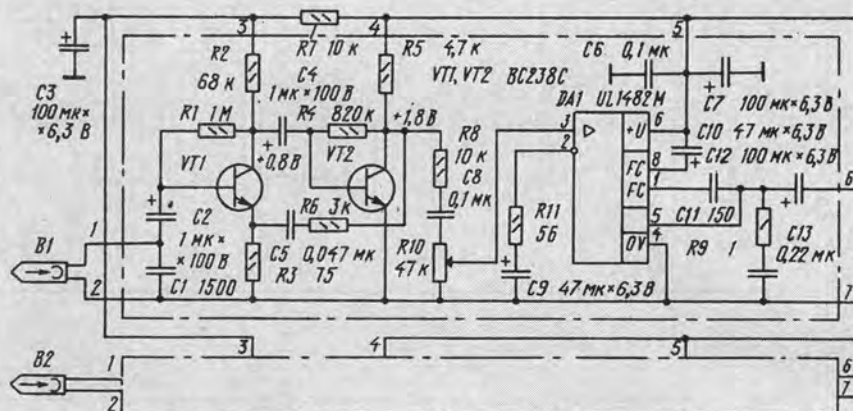 3
4
5
R2
68 к
R7 10 к
R5 4,7 к
C6 0,1 мк
C3
100 мк×
×6,3 В
C4
1 мк × 100 В
VT1, VT2 BC238C
DA1 UL1482M
C7 100 мк×6,3 В
R1 1М
R4 820 к
+1,8 В
R8
10 к
C8
0,1 мк
3
2
+U
6
C10 47 мк×6,3 В
C12 100 мк×6,3 В
VT1
+0,8 В
VT2
FC
8
FC
1
6
R6 3 к
R11
56
5
C11 150
C2
1 мк ×
× 100 В
C5 0,047 мк
R10
47 к
0V
4
R9 1
C13
0,22 мк
1
B1
2
C1 1500
R3 75
C9 47 мк×6,3 В
7
3
4
5
B2
1
2
6
7